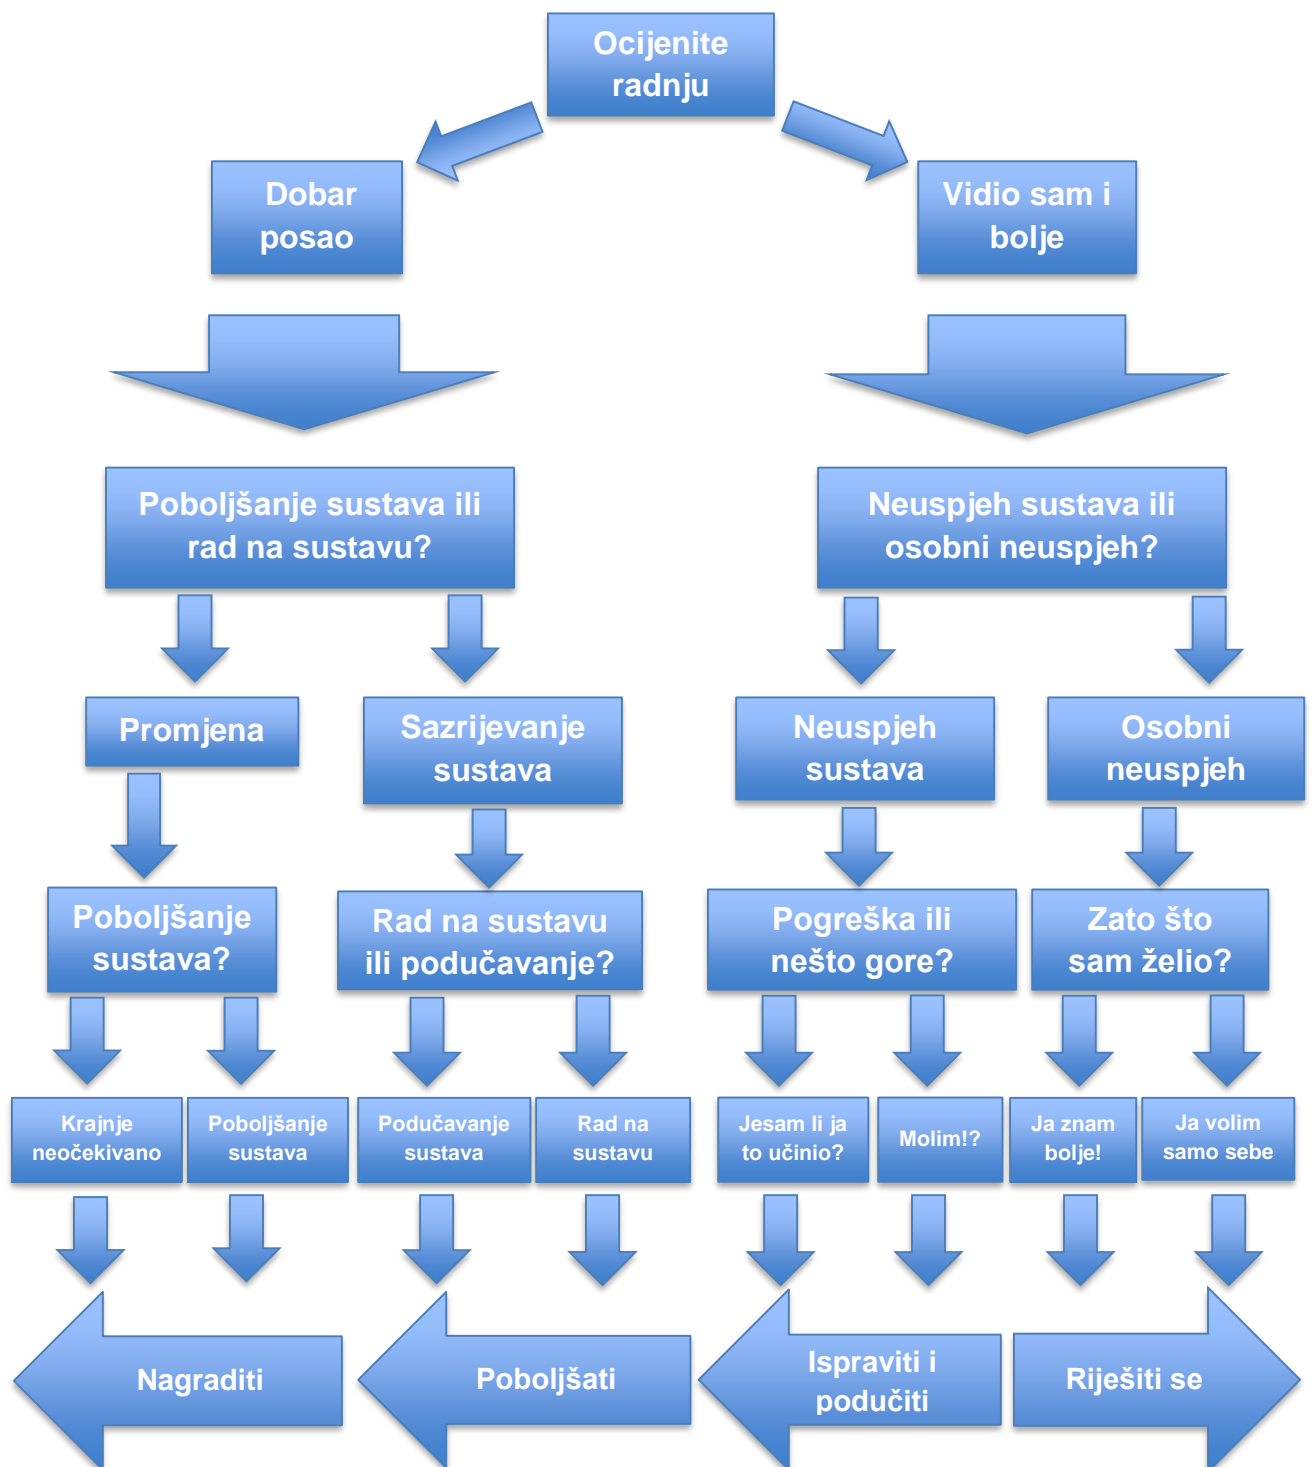 Ocijenite
radnju
Dobar
posao
Vidio sam i
bolje
Poboljšanje sustava ili
rad na sustavu?
Neuspjeh sustava ili
osobni neuspjeh?
Promjena
Sazrijevanje
sustava
Neuspjeh
sustava
Osobni
neuspjeh
Poboljšanje
sustava?
Rad na sustavu
ili podučavanje?
Pogreška ili
nešto gore?
Zato što
sam želio?
Krajnje
neočekivano
Poboljšanje
sustava
Podučavanje
sustava
Rad na
sustavu
Jesam li ja
to učinio?
Molim!?
Ja znam
bolje!
Ja volim
samo sebe
Nagraditi
Poboljšati
Ispraviti i
podučiti
Riješiti se